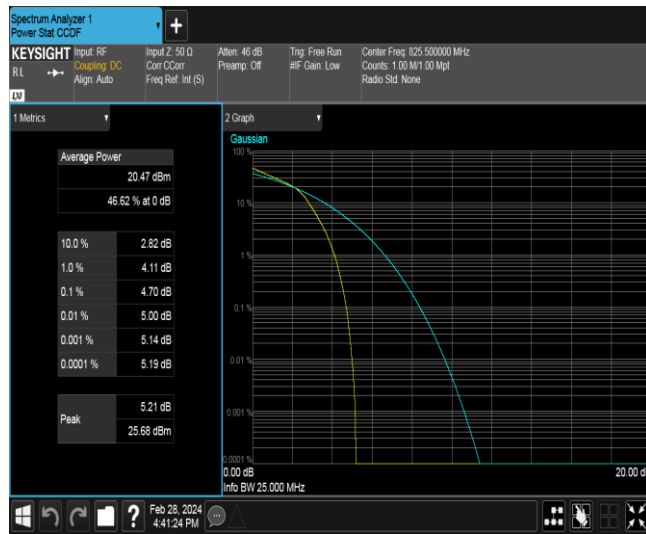 Spectrum Analyzer 1
Power Stat CCDF
+
KEYSIGHT
RL
LXI
Input: RF
Coupling: DC
Align: Auto
Input Z: 50 Ω
Corr CCorr
Freq Ref: Int (S)
Atten: 46 dB
Preamp: Off
Trig: Free Run
#IF Gain: Low
Center Freq: 825.500000 MHz
Counts: 1.00 M/1.00 Mpt
Radio Std: None
1 Metrics
Average Power
20.47 dBm
46.62 % at 0 dB
10.0 % 2.82 dB
1.0 % 4.11 dB
0.1 % 4.70 dB
0.01 % 5.00 dB
0.001 % 5.14 dB
0.0001 % 5.19 dB
Peak 5.21 dB
25.68 dBm
2 Graph
Gaussian
100 %
10 %
1 %
0.1 %
0.01 %
0.001 %
0.0001 %
0.00 dB 20.00 d
Info BW 25.000 MHz
?
Feb 28, 2024
4:41:24 PM